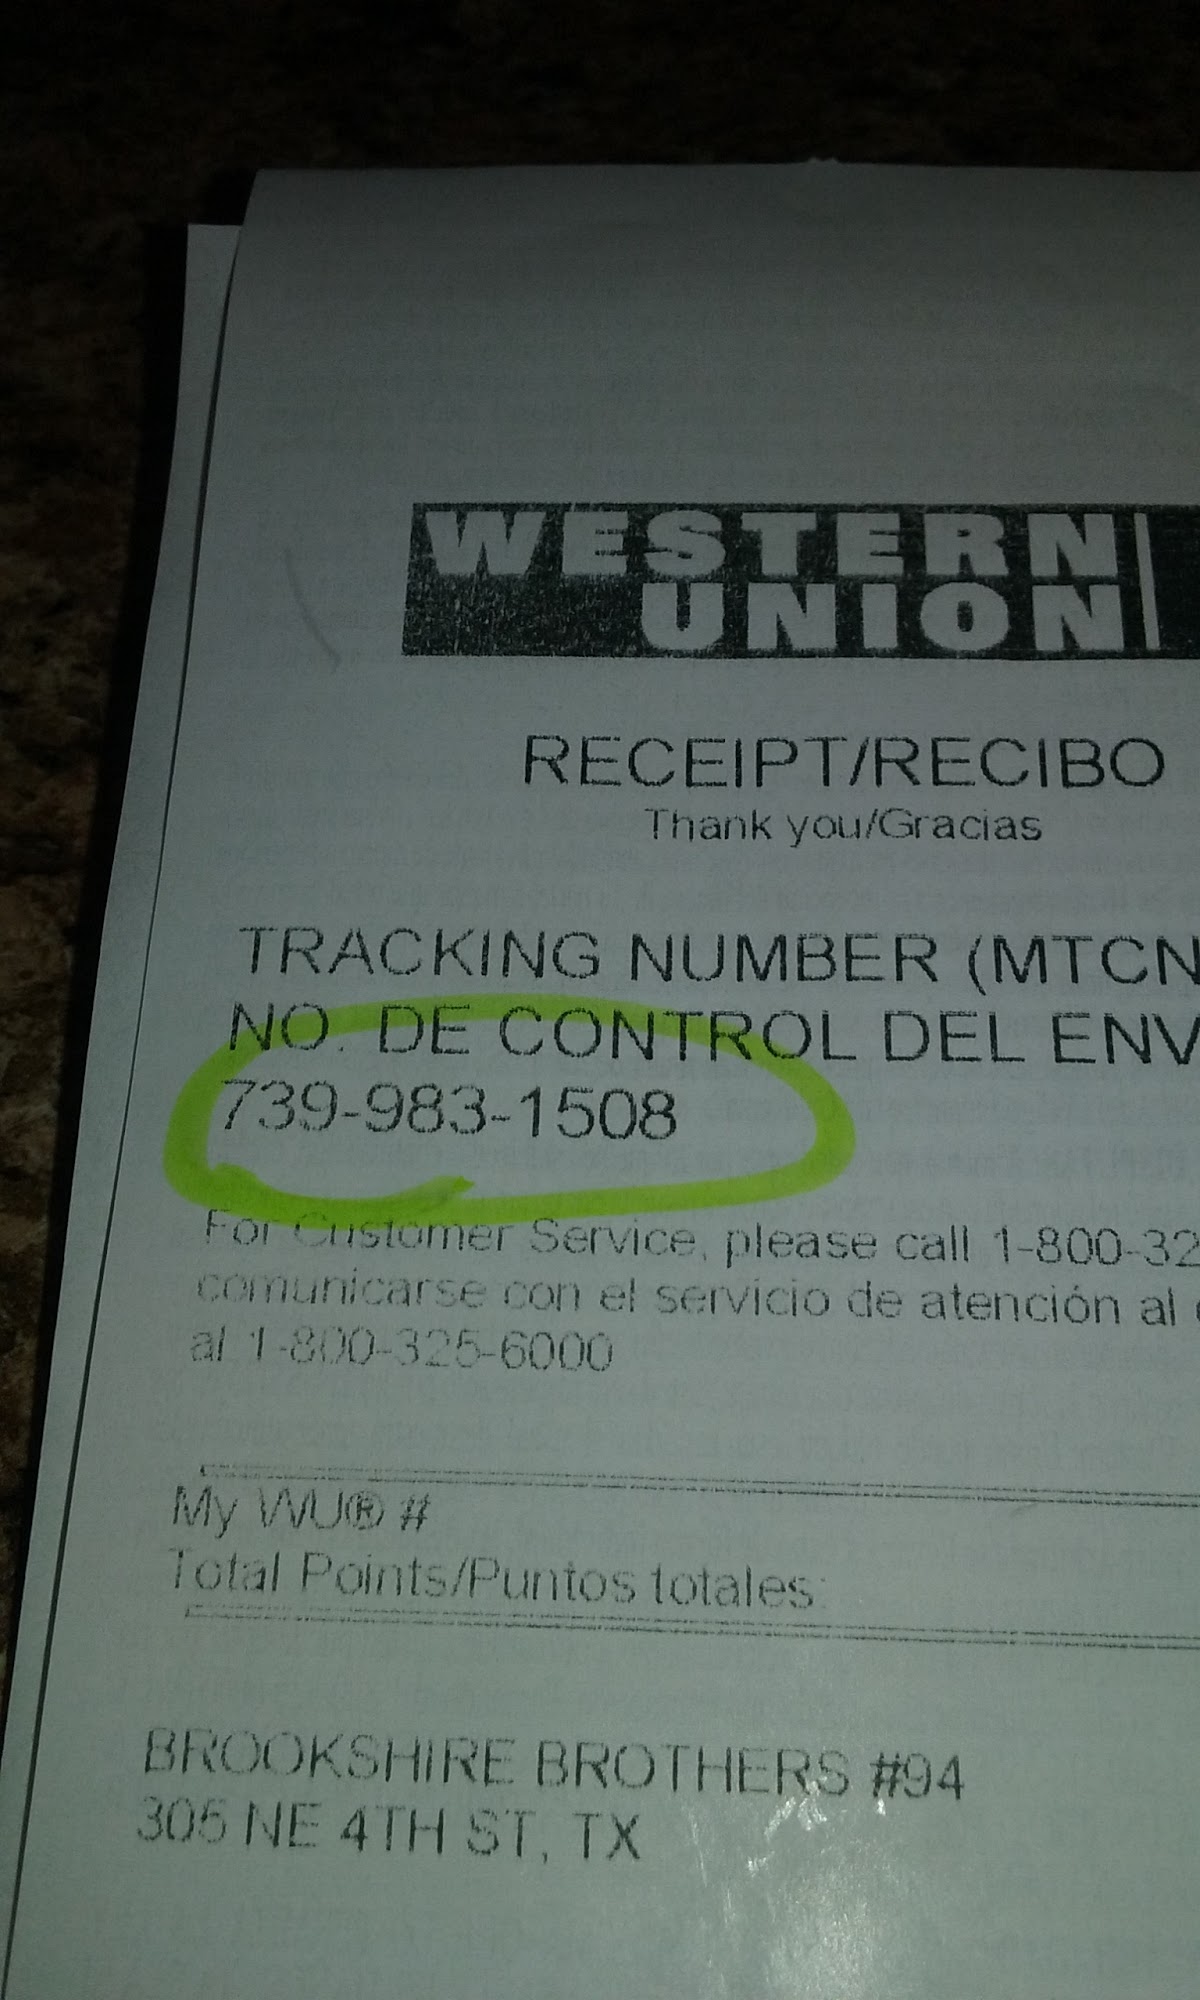 WESTERN
UNION
RECEIPT/RECIBO
Thank you/Gracias
TRACKING NUMBER (MTCN
NO. DE CONTROL DEL ENV
739-983-1508
For Customer Service, please call 1-800-32
comunicarse con el servicio de atención al
al 1-800-325-6000
My WU® #
Total Points/Puntos totales:
BROOKSHIRE BROTHERS #94
305 NE 4TH ST, TX